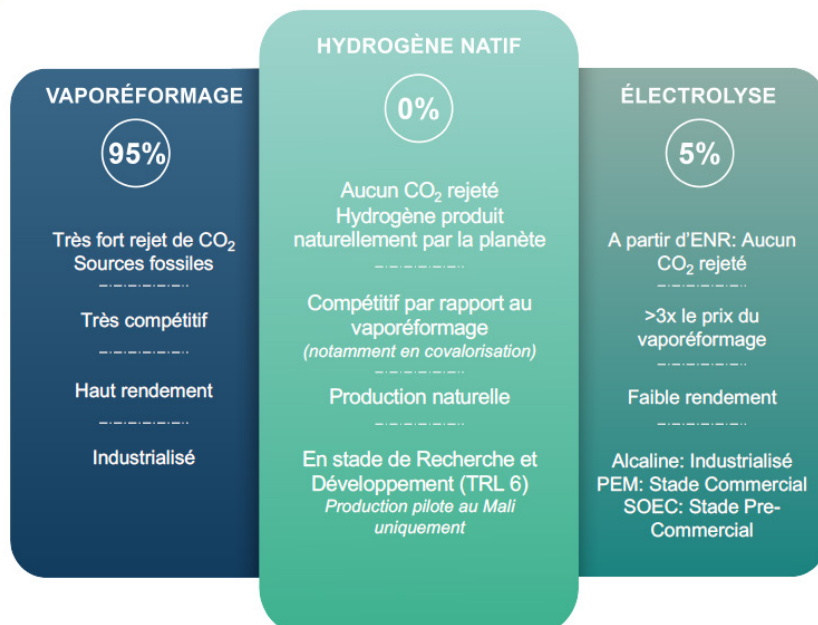 VAPORÉFORMAGE
95%
Très fort rejet de CO₂
Sources fossiles
Très compétitif
Haut rendement
Industrialisé
HYDROGÈNE NATIF
0%
Aucun CO₂ rejeté
Hydrogène produit
naturellement par la planète
Compétitif par rapport au
vaporéformage
(notamment en covalorisation)
Production naturelle
En stade de Recherche et
Développement (TRL 6)
Production pilote au Mali
uniquement
ÉLECTROLYSE
5%
A partir d'ENR: Aucun
CO₂ rejeté
>3x le prix du
vaporéformage
Faible rendement
Alcaline: Industrialisé
PEM: Stade Commercial
SOEC: Stade Pre-
Commercial